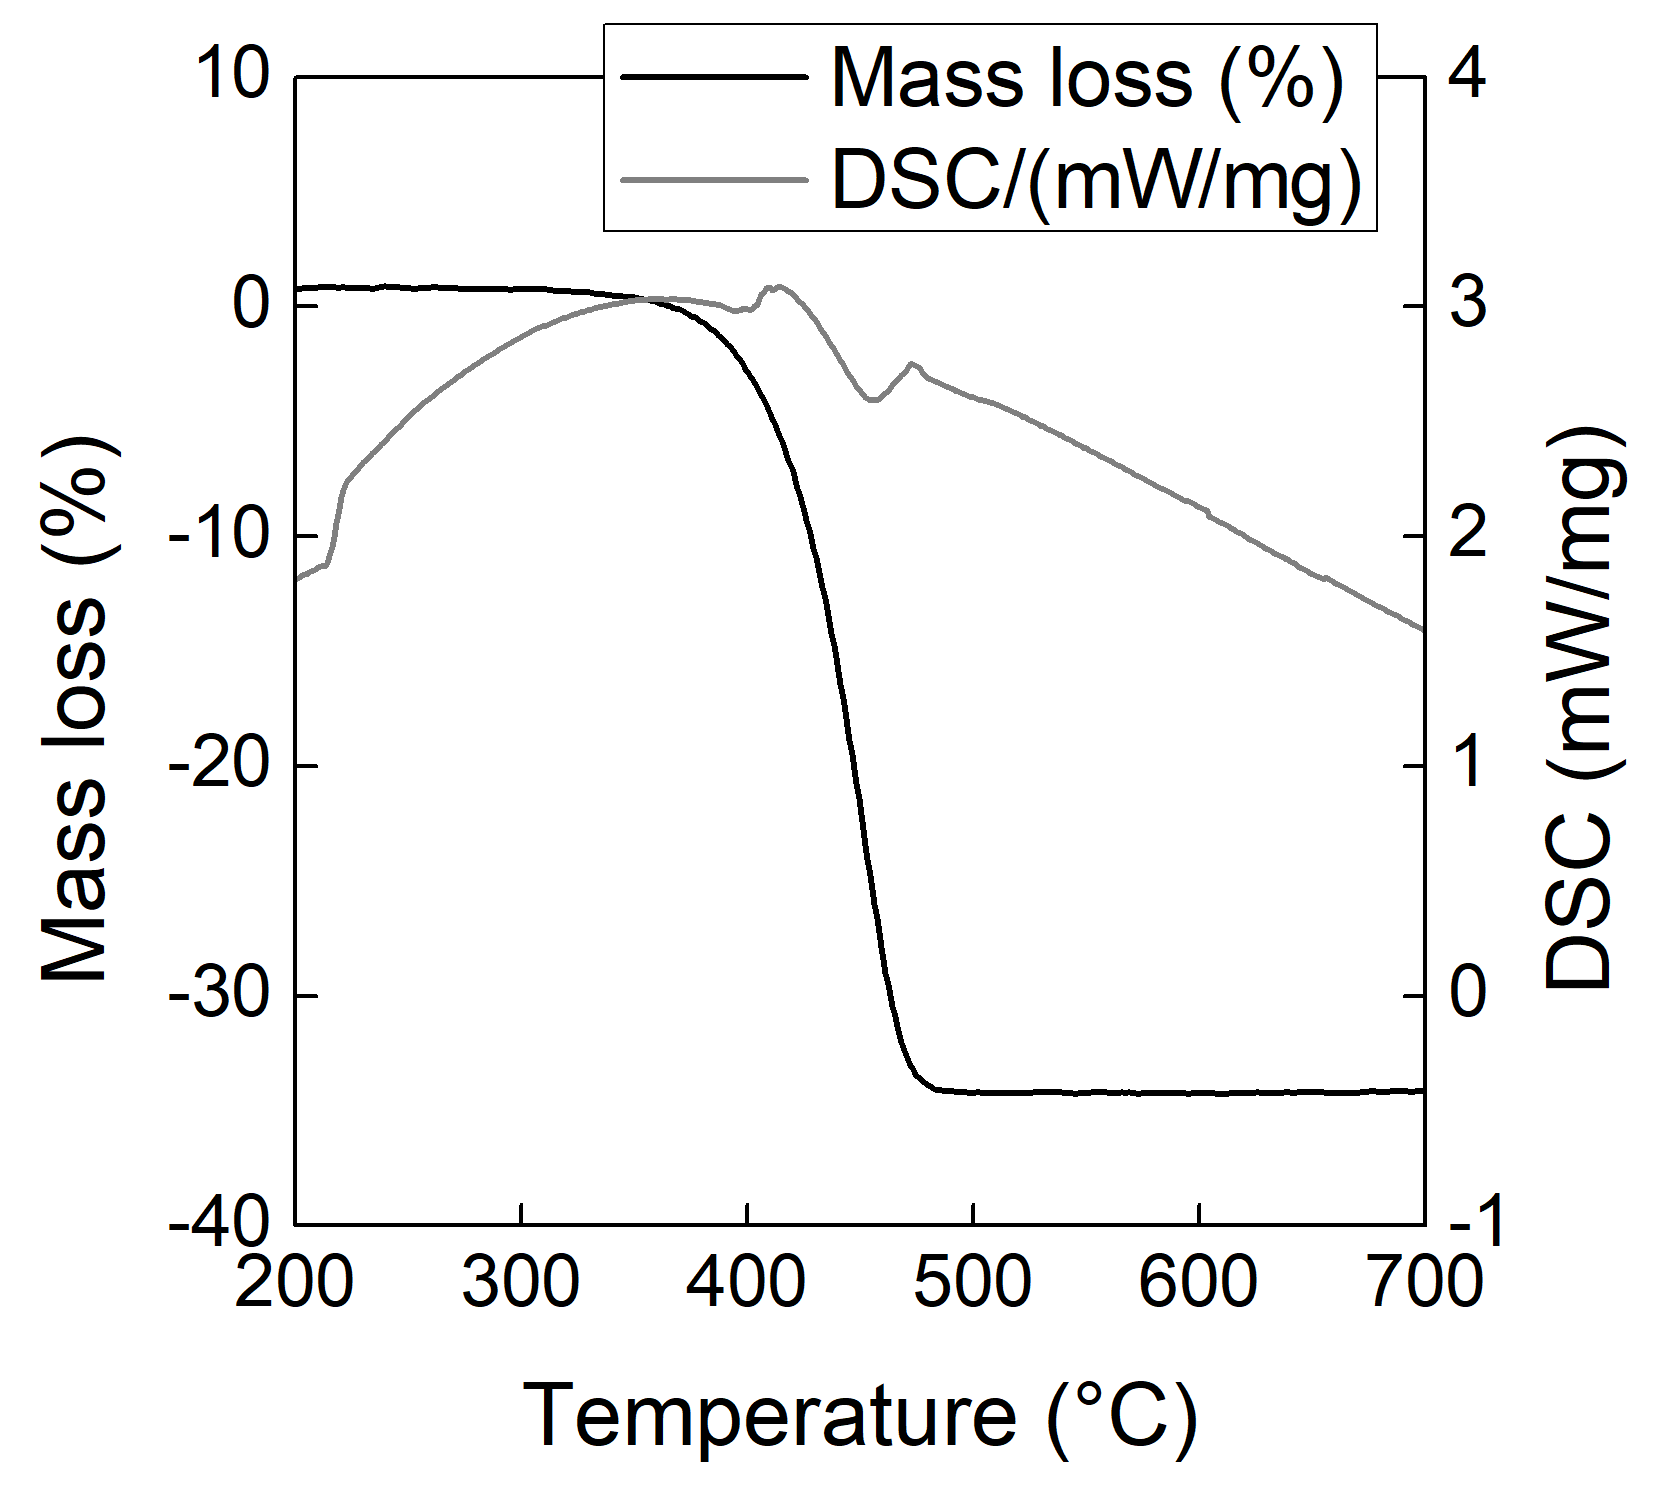 Mass loss (%)
DSC/(mW/mg)
10
0
-10
-20
-30
-40
Mass loss (%)
4
3
2
1
0
-1
DSC (mW/mg)
200 300 400 500 600 700
Temperature (°C)